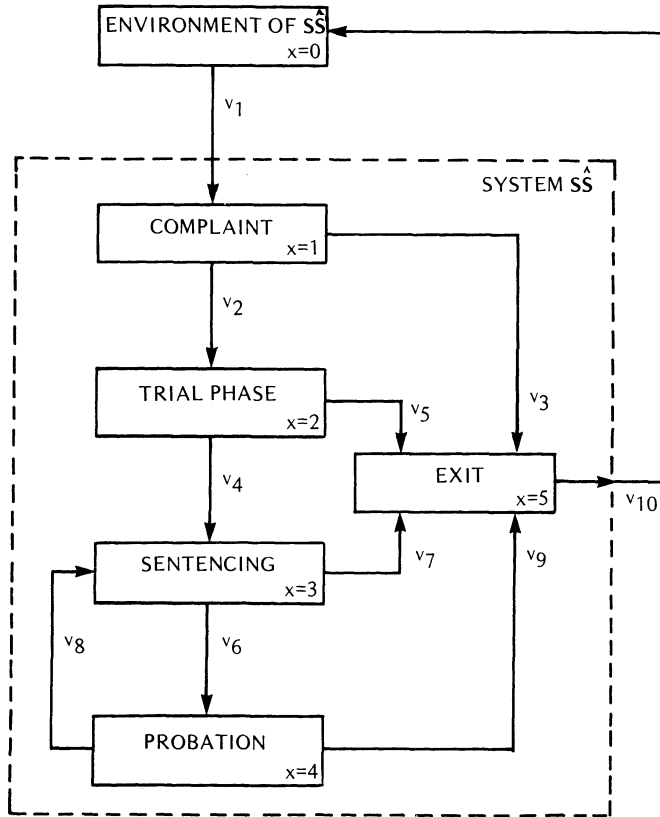 ENVIRONMENT OF SŜ
x=0
v1
SYSTEM SŜ
COMPLAINT
x=1
v2
v3
TRIAL PHASE
x=2
v5
v4
EXIT
x=5
v10
SENTENCING
x=3
v7
v9
v8
v6
PROBATION
x=4